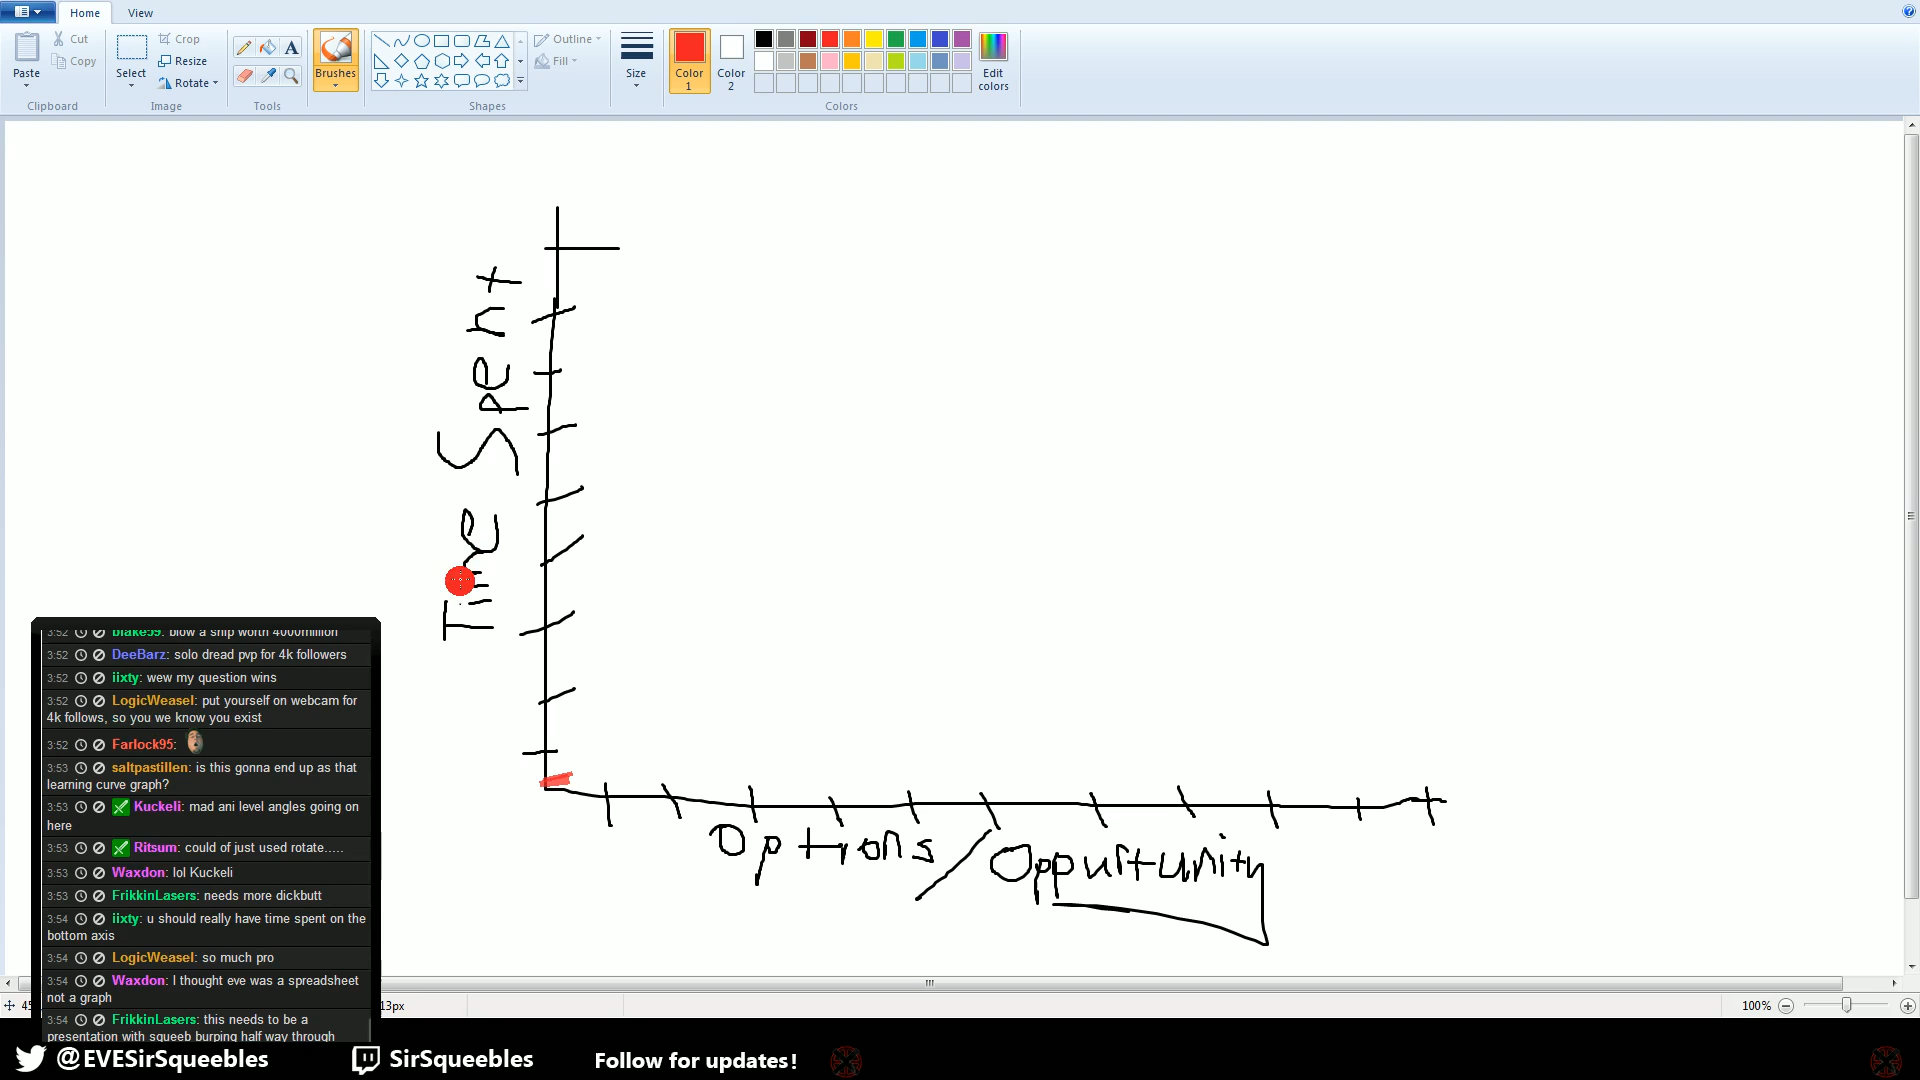 Home View
Paste
Cut
Copy
Clipboard
Select
Crop
Resize
Rotate
Image
A
Tools
Brushes
Shapes
Outline
Fill
Size
Color 1
Color 2
Edit colors
Colors
Time Spent
Options / Oppurtunity
3:52 blake59: blow a ship worth 4000million
3:52 DeeBarz: solo dread pvp for 4k followers
3:52 iixty: wew my question wins
3:52 LogicWeasel: put yourself on webcam for
4k follows, so you we know you exist
3:52 Farlock95:
3:53 saltpastillen: is this gonna end up as that
learning curve graph?
3:53 Kuckeli: mad ani level angles going on
here
3:53 Ritsum: could of just used rotate.....
3:53 Waxdon: lol Kuckeli
3:53 FrikkinLasers: needs more dickbutt
3:54 iixty: u should really have time spent on the
bottom axis
3:54 LogicWeasel: so much pro
3:54 Waxdon: I thought eve was a spreadsheet
not a graph
3:54 FrikkinLasers: this needs to be a
presentation with squeeb burping half way through
13px
100%
@EVESirSqueebles SirSqueebles Follow for updates!